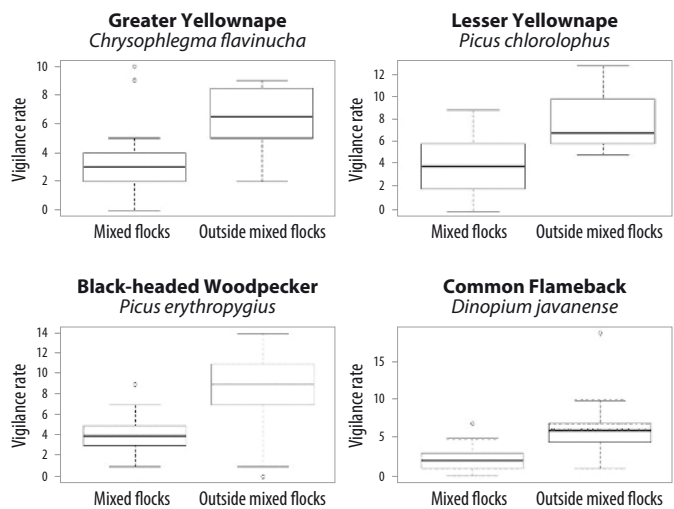 Greater Yellownape
Chrysophlegma flavinucha
Vigilance rate
10
8
6
4
2
0
Mixed flocks Outside mixed flocks
Lesser Yellownape
Picus chlorolophus
Vigilance rate
12
10
8
6
4
2
0
Mixed flocks Outside mixed flocks
Black-headed Woodpecker
Picus erythropygius
Vigilance rate
14
12
10
8
6
4
2
0
Mixed flocks Outside mixed flocks
Common Flameback
Dinopium javanense
Vigilance rate
15
10
5
0
Mixed flocks Outside mixed flocks